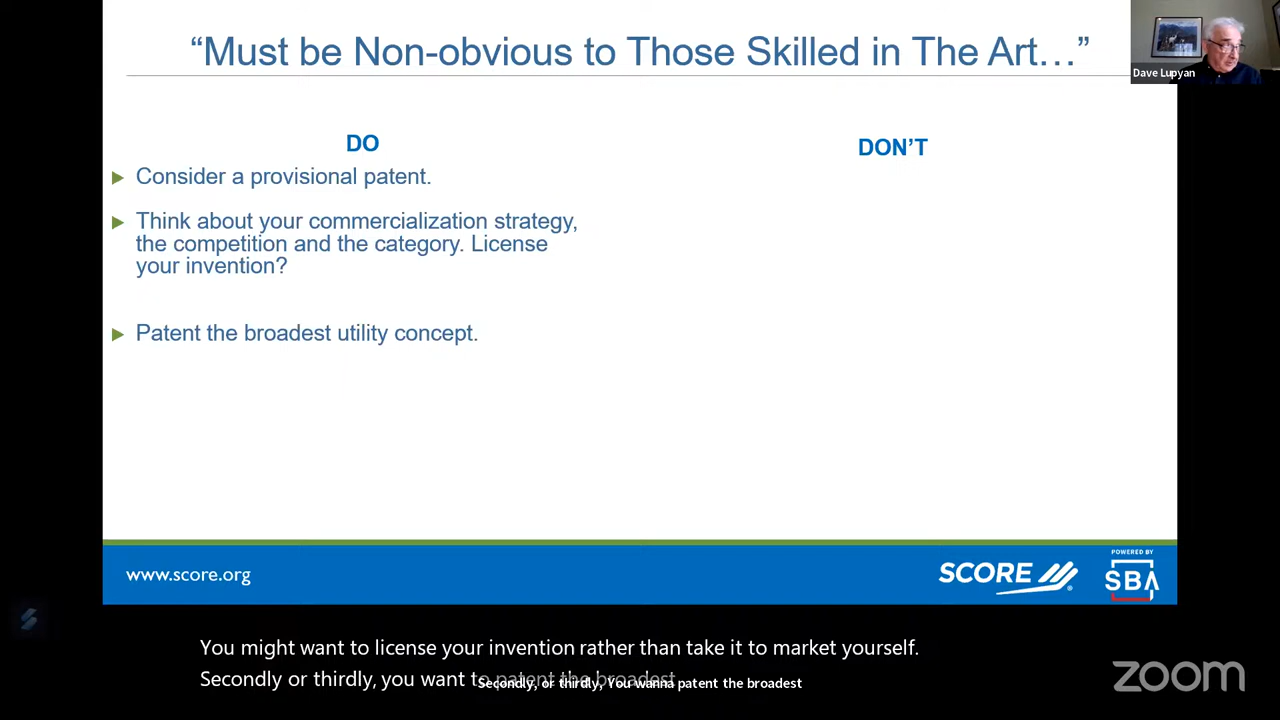 “Must be Non-obvious to Those Skilled in The Art…”
Dave Lupyan
DO
Consider a provisional patent.
Think about your commercialization strategy,
the competition and the category. License
your invention?
Patent the broadest utility concept.
DON’T
www.score.org
SCORE
®
POWERED BY
SBA
You might want to license your invention rather than take it to market yourself.
Secondly or thirdly, you want to patent the broadest
Secondly, or thirdly, You wanna patent the broadest
zoom